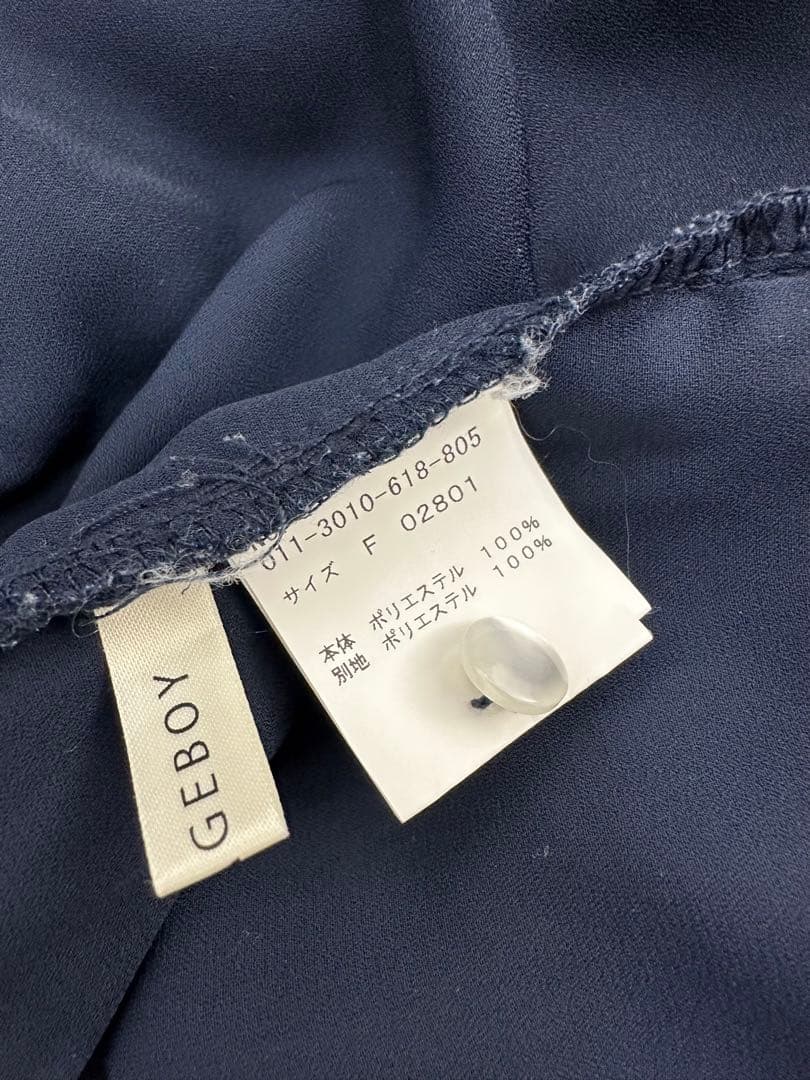 011-3010-618-805
サイズ F 02801
本体 ポリエステル 100%
別地 ポリエステル 100%
GEBOY